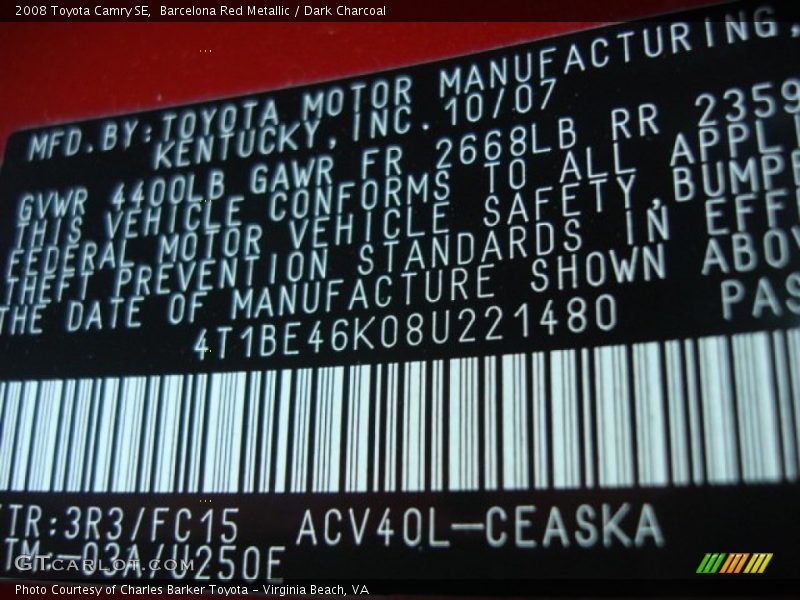 2008 Toyota Camry SE, Barcelona Red Metallic / Dark Charcoal
MFD.BY:TOYOTA MOTOR MANUFACTURING,
KENTUCKY,INC. 10/07
GVWR 4400LB GAWR FR 2668LB RR 2359
THIS VEHICLE CONFORMS TO ALL APPLI
FEDERAL MOTOR VEHICLE SAFETY,BUMPE
THEFT PREVENTION STANDARDS IN EFFE
THE DATE OF MANUFACTURE SHOWN ABOV
4T1BE46K08U221480 PAS
TR:3R3/FC15 ACV40L-CEASKA
TM:-03A/U250E
GTcarlot.com
Photo Courtesy of Charles Barker Toyota - Virginia Beach, VA